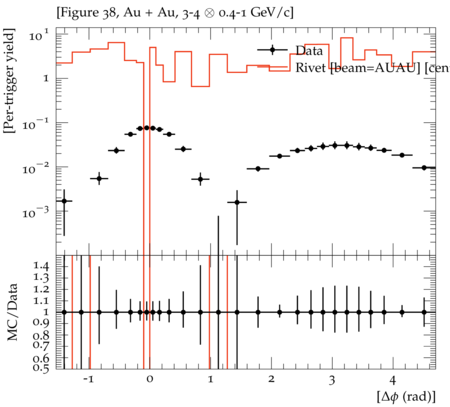 [Figure 38, Au + Au, 3-4 ⊗ 0.4-1 GeV/c]
[Per-trigger yield]
10¹
1
10⁻¹
10⁻²
10⁻³
Data
Rivet [beam=AUAU] [cen
MC/Data
1.4
1.3
1.2
1.1
1
0.9
0.8
0.7
0.6
0.5
-1 0 1 2 3 4
[Δϕ (rad)]